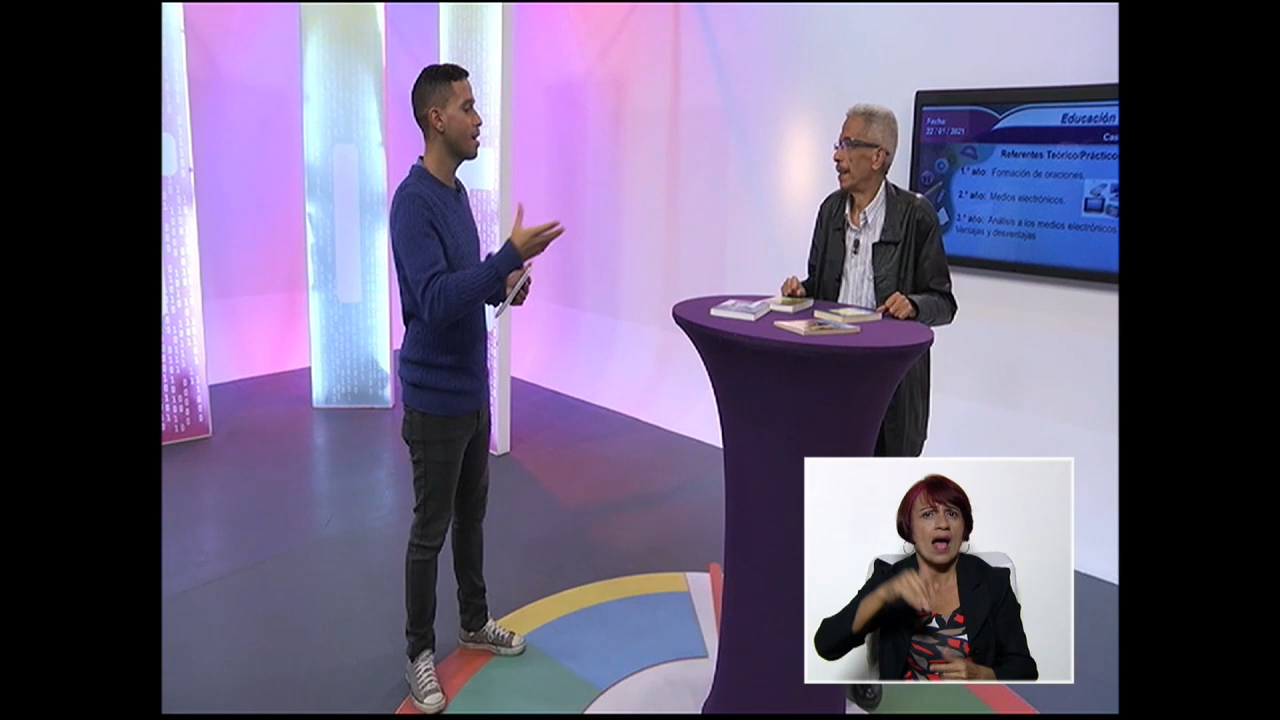 Fecha:
22 / 01 / 2021
Educación
Cas
Referentes Teórico/Práctico
1.° año: Formación de oraciones.
2.° año: Medios electrónicos.
3.° año: Análisis a los medios electrónicos.
Ventajas y desventajas